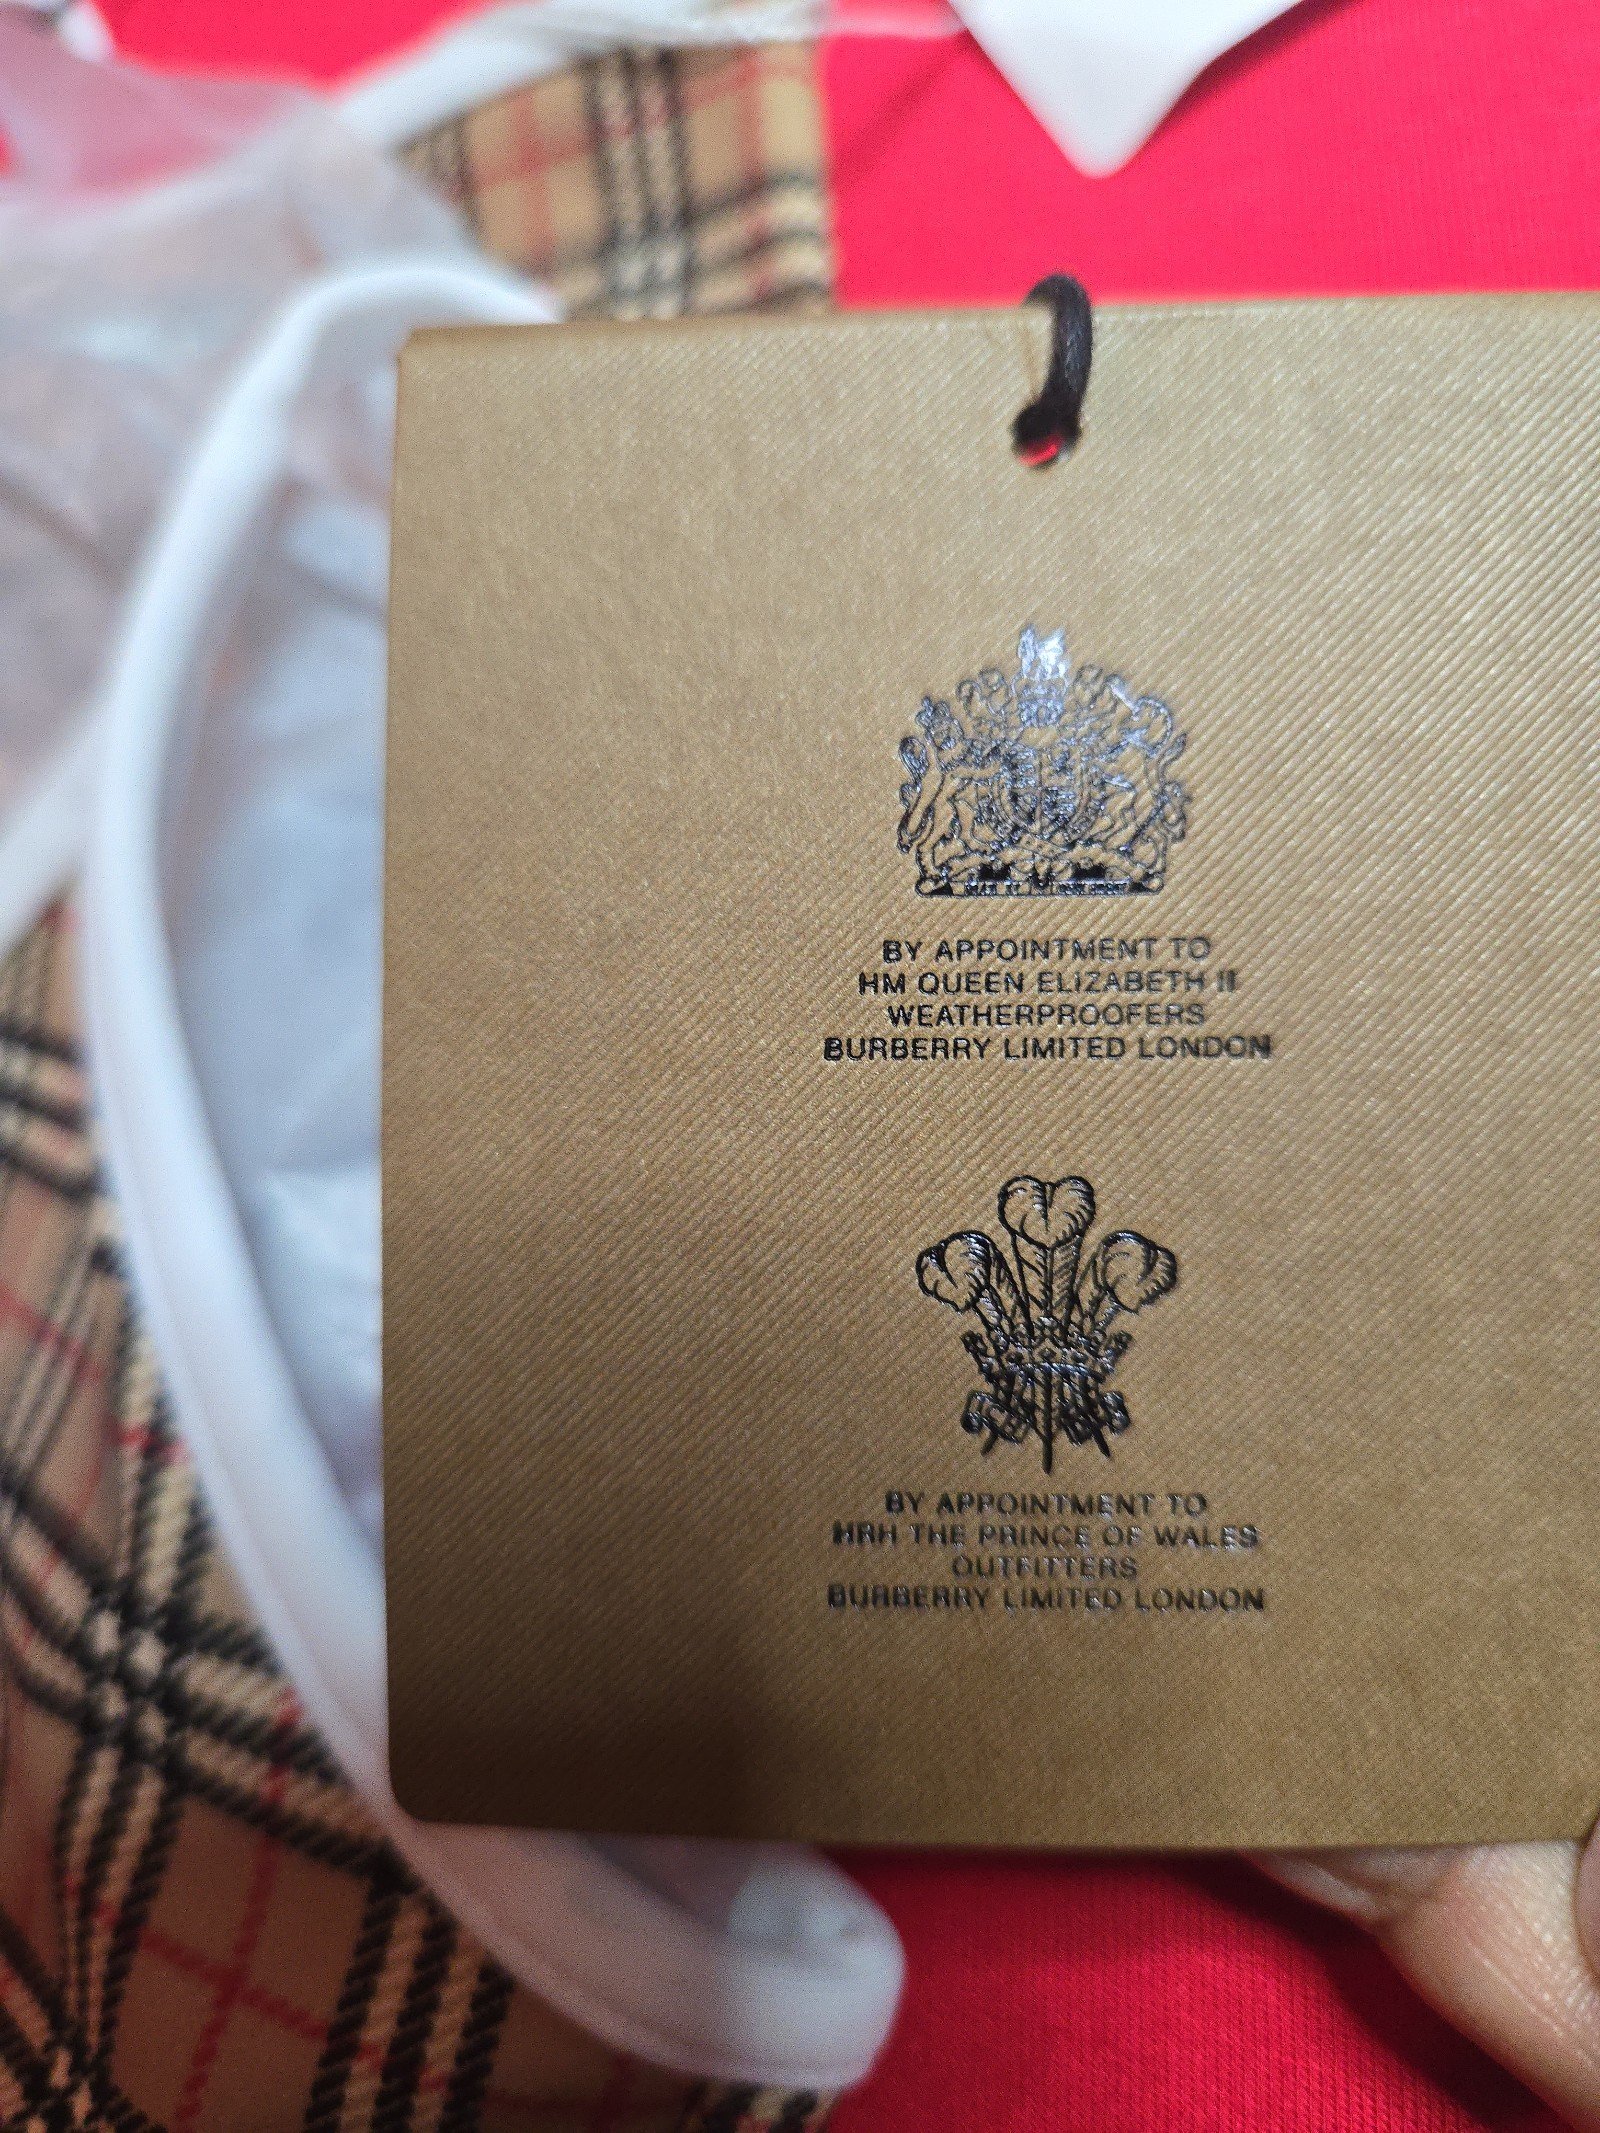 BY APPOINTMENT TO
HM QUEEN ELIZABETH II
WEATHERPROOFERS
BURBERRY LIMITED LONDON
BY APPOINTMENT TO
HRH THE PRINCE OF WALES
OUTFITTERS
BURBERRY LIMITED LONDON